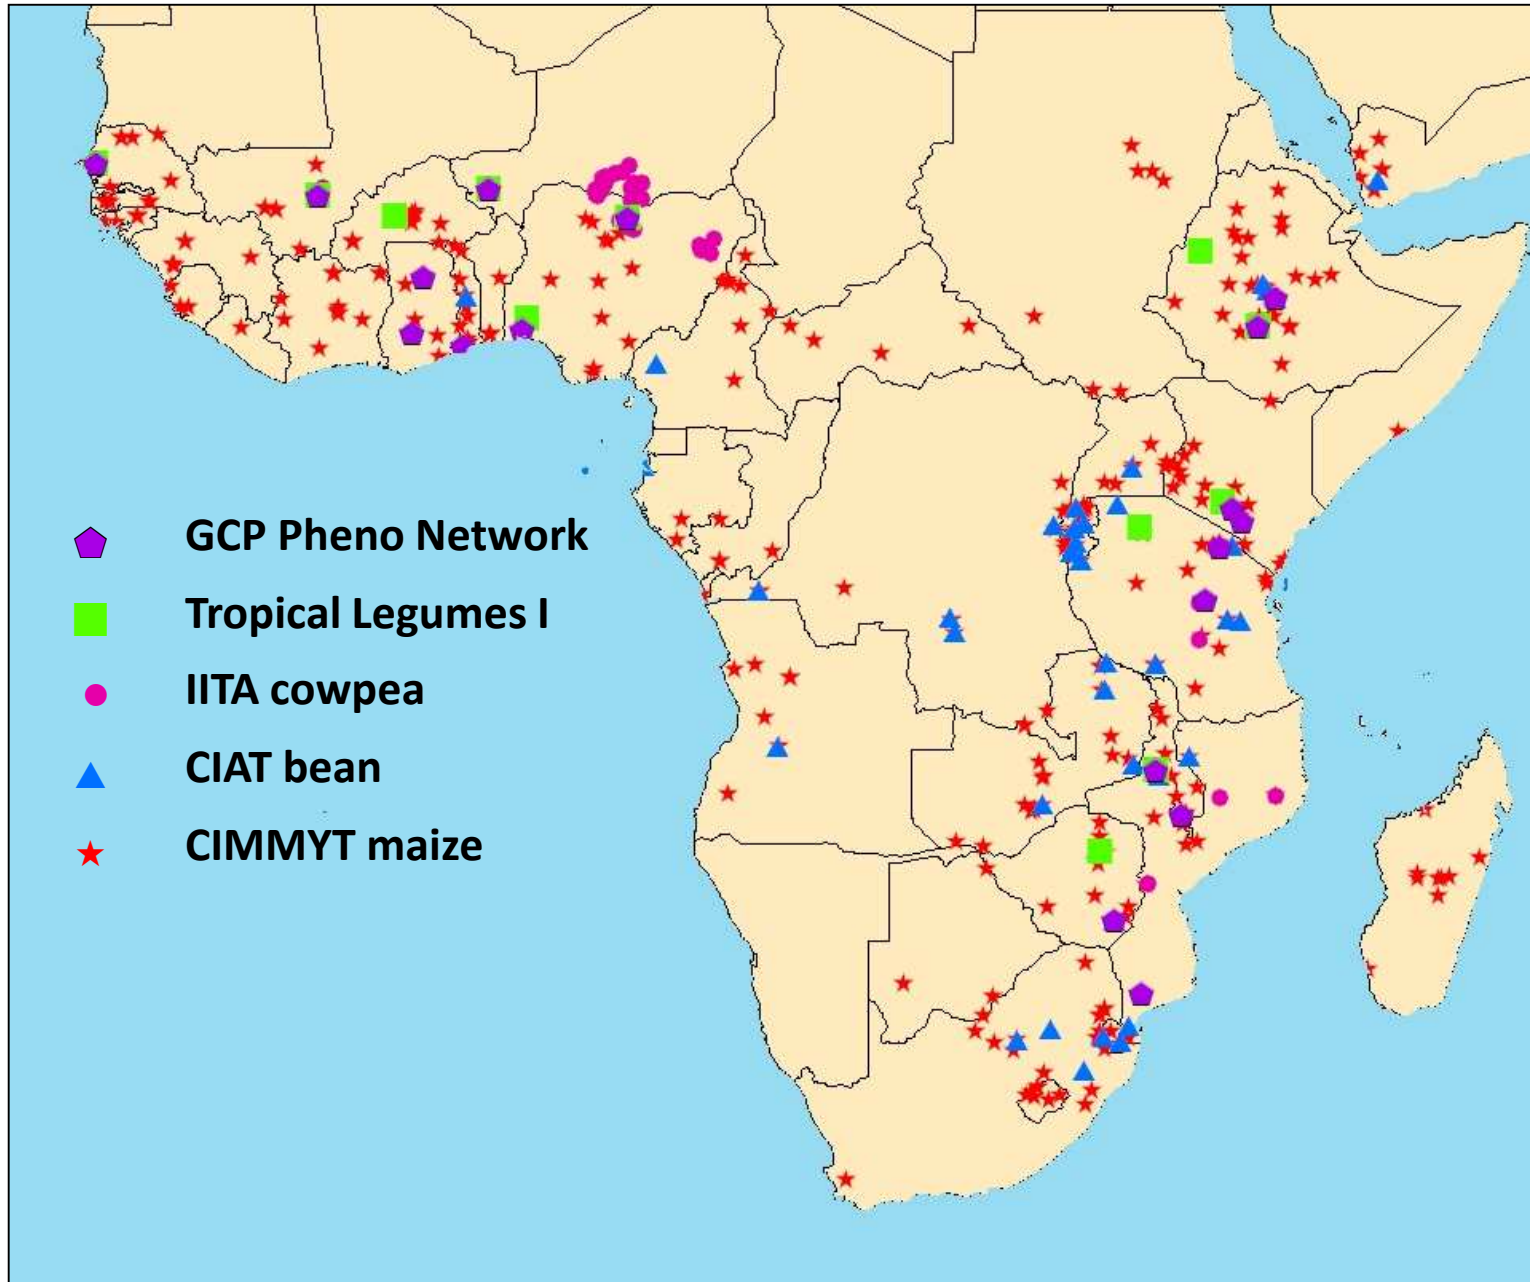 GCP Pheno Network
Tropical Legumes I
IITA cowpea
CIAT bean
CIMMYT maize